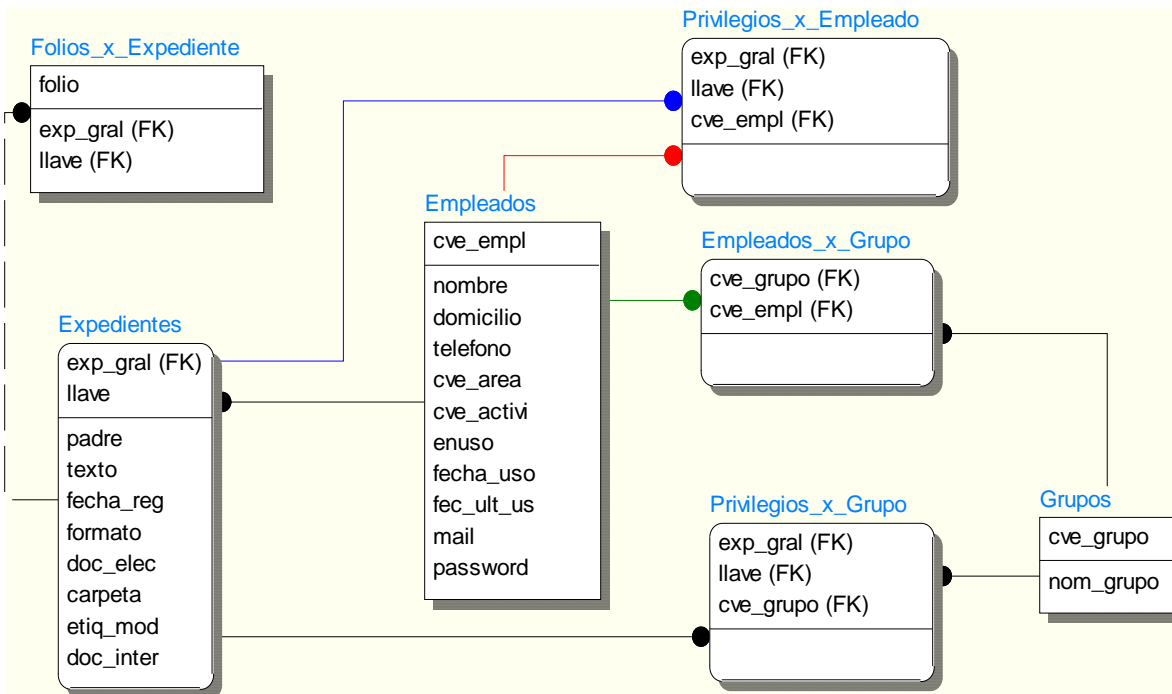 Folios_x_Expediente
folio
exp_gral (FK)
llave (FK)
Privilegios_x_Empleado
exp_gral (FK)
llave (FK)
cve_empl (FK)
Empleados
cve_empl
nombre
domicilio
telefono
cve_area
cve_activi
enuso
fecha_uso
fec_ult_us
mail
password
Empleados_x_Grupo
cve_grupo (FK)
cve_empl (FK)
Expedientes
exp_gral (FK)
llave
padre
texto
fecha_reg
formato
doc_elec
carpeta
etiq_mod
doc_inter
Privilegios_x_Grupo
exp_gral (FK)
llave (FK)
cve_grupo (FK)
Grupos
cve_grupo
nom_grupo